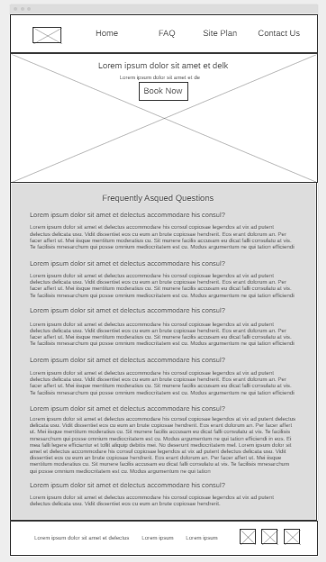 Home FAQ Site Plan Contact Us
Lorem ipsum dolor sit amet et delk
Lorem ipsum dolor sit amet et de
Book Now
Frequently Asqued Questions
Lorem ipsum dolor sit amet et delectus accommodare his consul?
Lorem ipsum dolor sit amet et delectus accommodare his consul copiosae legendos at vis ad putent
delectus delicata usu. Vidit dissentiet eos cu eum an brute copiosae hendrerit. Eos erant dolorum an. Per
facer affert ut. Mei iisque mentitum moderatius cu. Sit munere facilis accusam eu dicat falli consulatu at vis.
Te facilisis mnesarchum qui posse omnium mediocritatem est cu. Modus argumentum ne qui tation efficiendi
Lorem ipsum dolor sit amet et delectus accommodare his consul?
Lorem ipsum dolor sit amet et delectus accommodare his consul copiosae legendos at vis ad putent
delectus delicata usu. Vidit dissentiet eos cu eum an brute copiosae hendrerit. Eos erant dolorum an. Per
facer affert ut. Mei iisque mentitum moderatius cu. Sit munere facilis accusam eu dicat falli consulatu at vis.
Te facilisis mnesarchum qui posse omnium mediocritatem est cu. Modus argumentum ne qui tation efficiendi
Lorem ipsum dolor sit amet et delectus accommodare his consul?
Lorem ipsum dolor sit amet et delectus accommodare his consul copiosae legendos at vis ad putent
delectus delicata usu. Vidit dissentiet eos cu eum an brute copiosae hendrerit. Eos erant dolorum an. Per
facer affert ut. Mei iisque mentitum moderatius cu. Sit munere facilis accusam eu dicat falli consulatu at vis.
Te facilisis mnesarchum qui posse omnium mediocritatem est cu. Modus argumentum ne qui tation efficiendi
Lorem ipsum dolor sit amet et delectus accommodare his consul?
Lorem ipsum dolor sit amet et delectus accommodare his consul copiosae legendos at vis ad putent
delectus delicata usu. Vidit dissentiet eos cu eum an brute copiosae hendrerit. Eos erant dolorum an. Per
facer affert ut. Mei iisque mentitum moderatius cu. Sit munere facilis accusam eu dicat falli consulatu at vis.
Te facilisis mnesarchum qui posse omnium mediocritatem est cu. Modus argumentum ne qui tation efficiendi
Lorem ipsum dolor sit amet et delectus accommodare his consul?
Lorem ipsum dolor sit amet et delectus accommodare his consul copiosae legendos at vis ad putent delectus
delicata usu. Vidit dissentiet eos cu eum an brute copiosae hendrerit. Eos erant dolorum an. Per facer affert
ut. Mei iisque mentitum moderatius cu. Sit munere facilis accusam eu dicat falli consulatu at vis. Te facilisis
mnesarchum qui posse omnium mediocritatem est cu. Modus argumentum ne qui tation efficiendi in eos. Et
mea falli legere efficiantur et tollit aliquip debitis mei. No deserunt mediocritatem mel. Lorem ipsum dolor sit
amet et delectus accommodare his consul copiosae legendos at vis ad putent delectus delicata usu. Vidit
dissentiet eos cu eum an brute copiosae hendrerit. Eos erant dolorum an. Per facer affert ut. Mei iisque
mentitum moderatius cu. Sit munere facilis accusam eu dicat falli consulatu at vis. Te facilisis mnesarchum
qui posse omnium mediocritatem est cu. Modus argumentum ne qui tation
Lorem ipsum dolor sit amet et delectus accommodare his consul?
Lorem ipsum dolor sit amet et delectus accommodare his consul copiosae legendos at vis ad putent
delectus delicata usu. Vidit dissentiet eos cu eum an brute copiosae hendrerit.
Lorem ipsum dolor sit amet et delectus Lorem ipsum Lorem ipsum